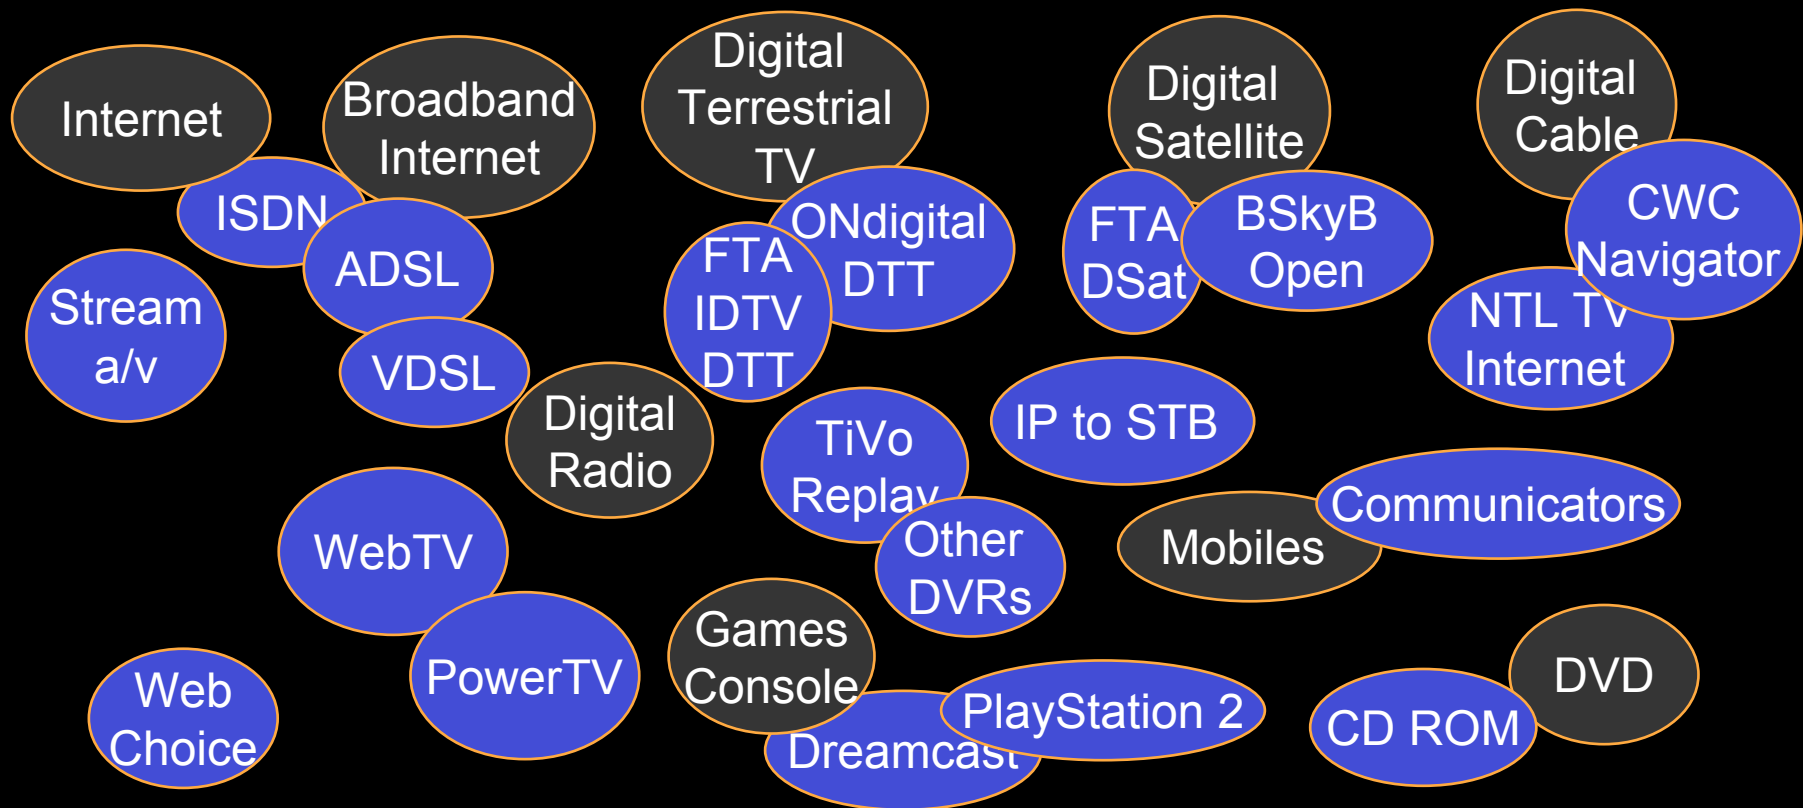 Internet
Broadband
Internet
Digital
Terrestrial
TV
Digital
Satellite
Digital
Cable
ISDN
ADSL
VDSL
Stream
a/v
FTA
IDTV
DTT
ONdigital
DTT
FTA
DSat
BSkyB
Open
CWC
Navigator
NTL TV
Internet
Digital
Radio
TiVo
Replay
IP to STB
Other
DVRs
Mobiles
Communicators
WebTV
PowerTV
Web
Choice
Games
Console
Dreamcast
PlayStation 2
CD ROM
DVD